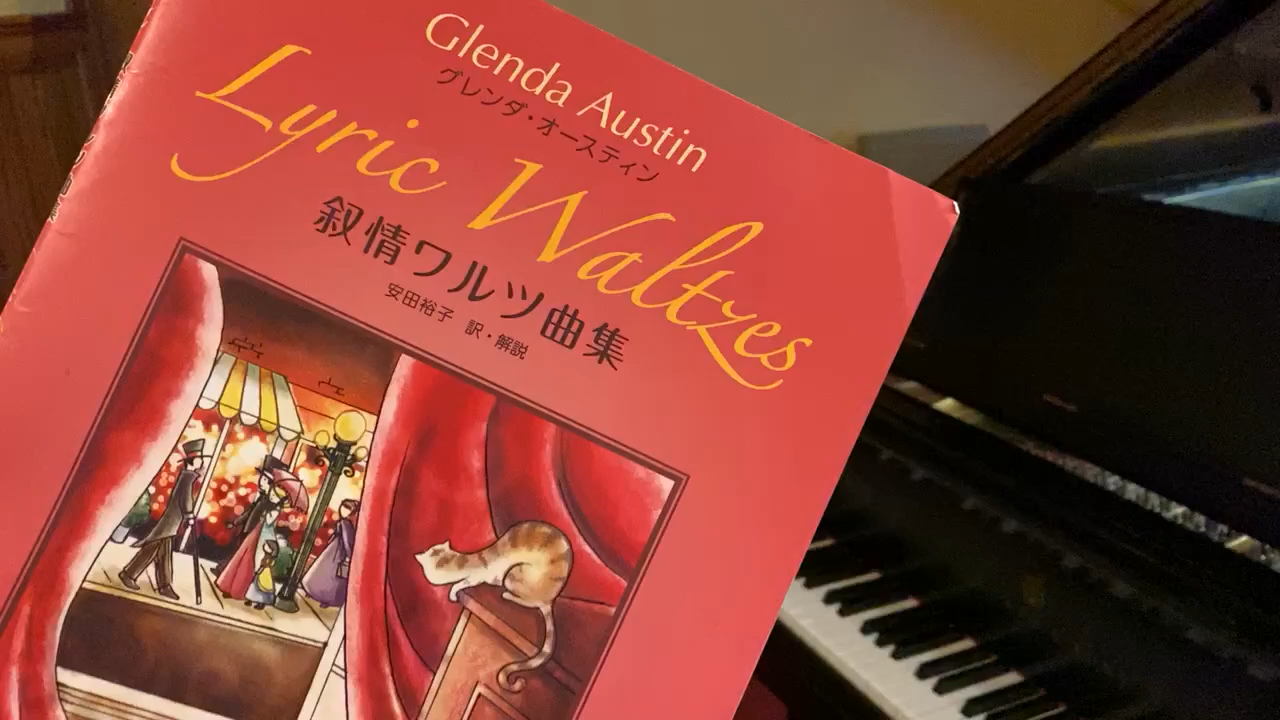 Glenda Austin
グレンダ・オースティン
Lyric Waltzes
叙情ワルツ曲集
安田裕子 訳・解説